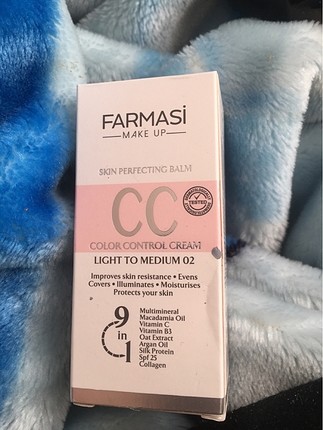 FARMASi
MAKE UP
SKIN PERFECTING BALM
TESTED
CC
COLOR CONTROL CREAM
LIGHT TO MEDIUM 02
Improves skin resistance • Evens
Covers • Illuminates • Moisturises
Protects your skin
9 in 1
Multimineral
Macadamia Oil
Vitamin C
Vitamin B3
Oat Extract
Argan Oil
Silk Protein
Spf 25
Collagen